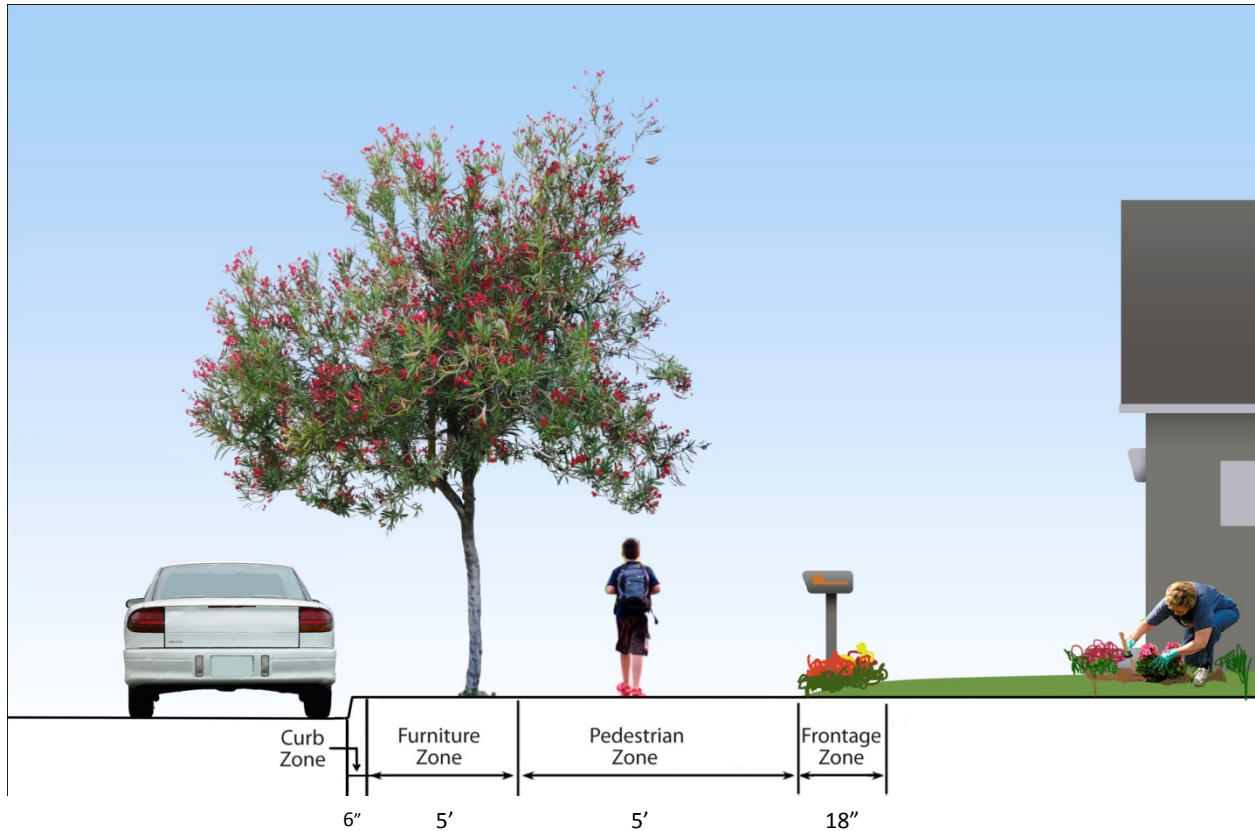 Curb
Zone
Furniture
Zone
Pedestrian
Zone
Frontage
Zone
6”
5’
5’
18”